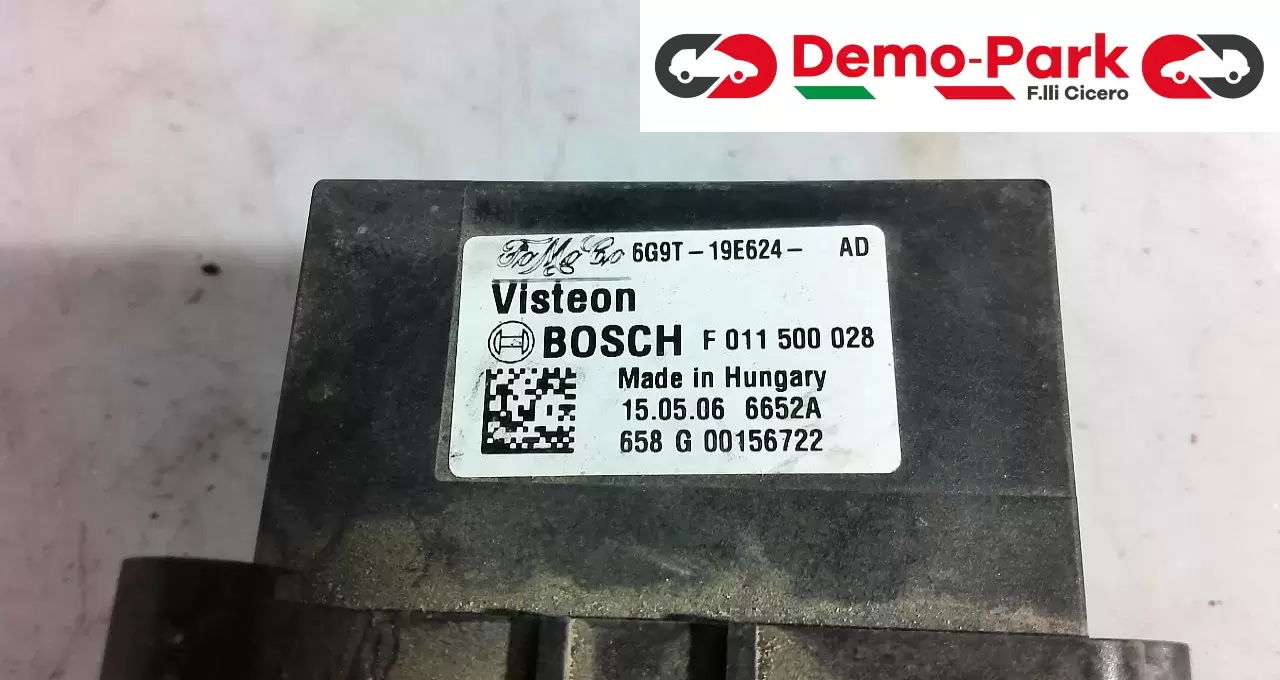 Demo-Park
F.lli Cicero
FoMoCo 6G9T-19E624- AD
Visteon
BOSCH F 011 500 028
Made in Hungary
15.05.06 6652A
658 G 00156722